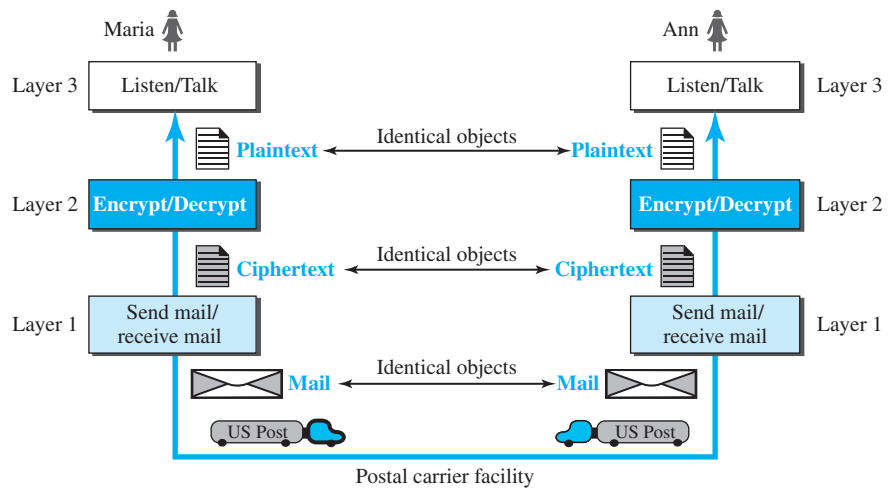 Maria
Ann
Layer 3
Listen/Talk
Listen/Talk
Layer 3
Plaintext
Identical objects
Plaintext
Layer 2
Encrypt/Decrypt
Encrypt/Decrypt
Layer 2
Ciphertext
Identical objects
Ciphertext
Layer 1
Send mail/
receive mail
Send mail/
receive mail
Layer 1
Mail
Identical objects
Mail
US Post
US Post
Postal carrier facility